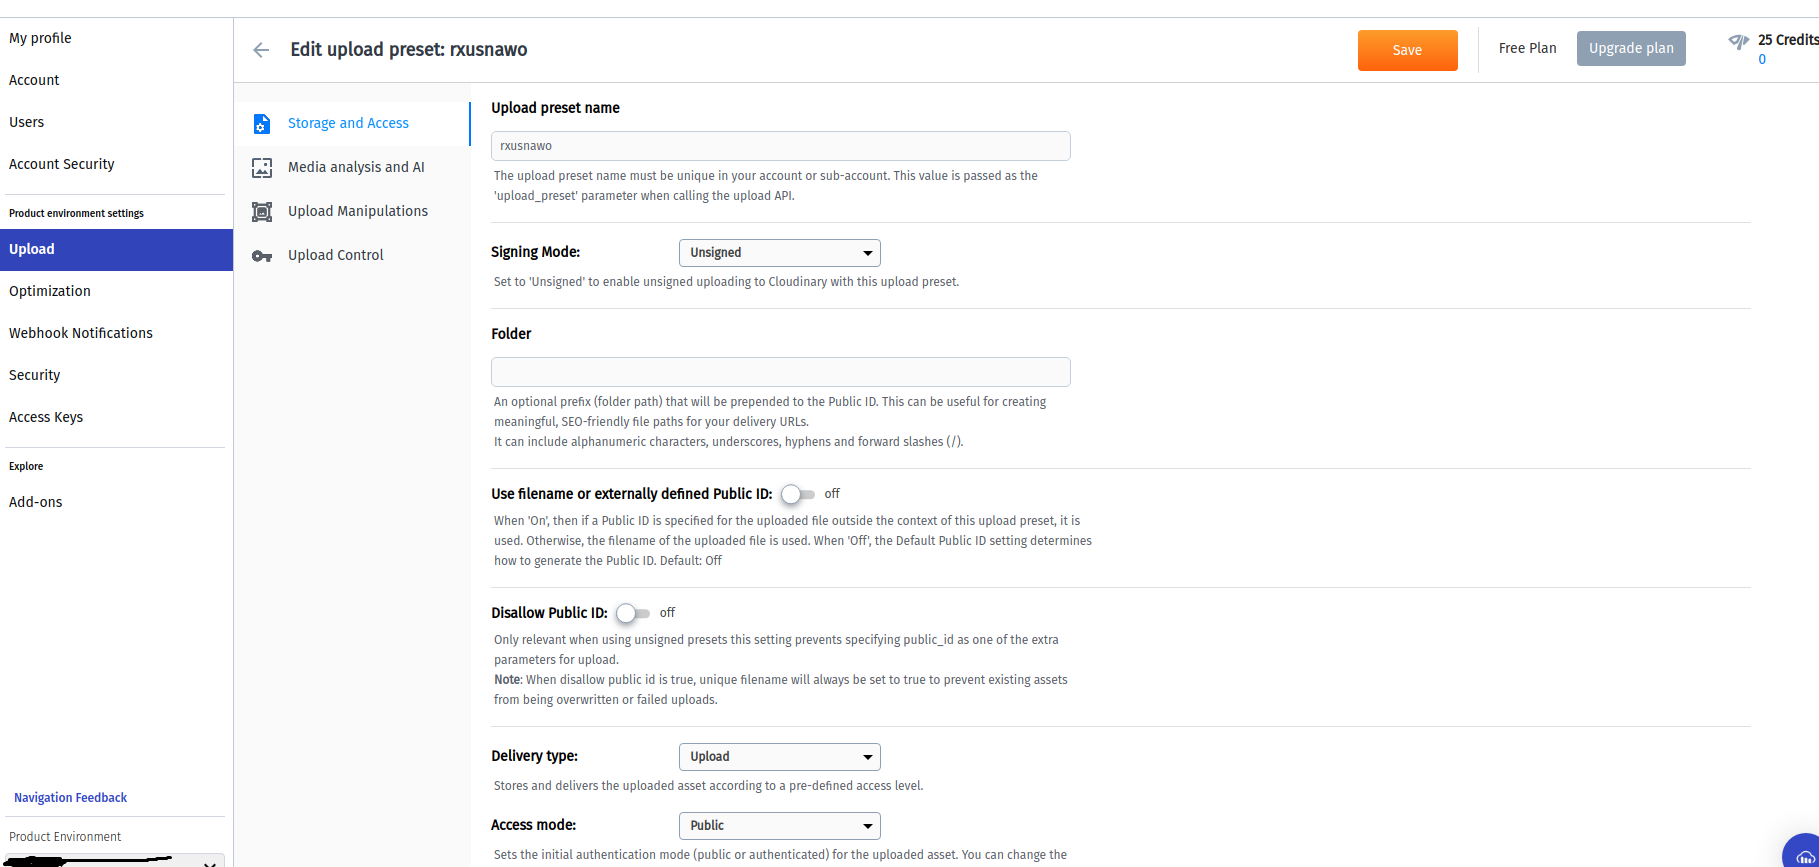 My profile
Account
Users
Account Security
Product environment settings
Upload
Optimization
Webhook Notifications
Security
Access Keys
Explore
Add-ons
Navigation Feedback
Product Environment
Edit upload preset: rxusnawo
Save
Free Plan
Upgrade plan
25 Credits
0
Storage and Access
Media analysis and AI
Upload Manipulations
Upload Control
Upload preset name
rxusnawo
The upload preset name must be unique in your account or sub-account. This value is passed as the
'upload_preset' parameter when calling the upload API.
Signing Mode:
Unsigned
Set to 'Unsigned' to enable unsigned uploading to Cloudinary with this upload preset.
Folder
An optional prefix (folder path) that will be prepended to the Public ID. This can be useful for creating
meaningful, SEO-friendly file paths for your delivery URLs.
It can include alphanumeric characters, underscores, hyphens and forward slashes (/).
Use filename or externally defined Public ID:
off
When 'On', then if a Public ID is specified for the uploaded file outside the context of this upload preset, it is
used. Otherwise, the filename of the uploaded file is used. When 'Off', the Default Public ID setting determines
how to generate the Public ID. Default: Off
Disallow Public ID:
off
Only relevant when using unsigned presets this setting prevents specifying public_id as one of the extra
parameters for upload.
Note: When disallow public id is true, unique filename will always be set to true to prevent existing assets
from being overwritten or failed uploads.
Delivery type:
Upload
Stores and delivers the uploaded asset according to a pre-defined access level.
Access mode:
Public
Sets the initial authentication mode (public or authenticated) for the uploaded asset. You can change the